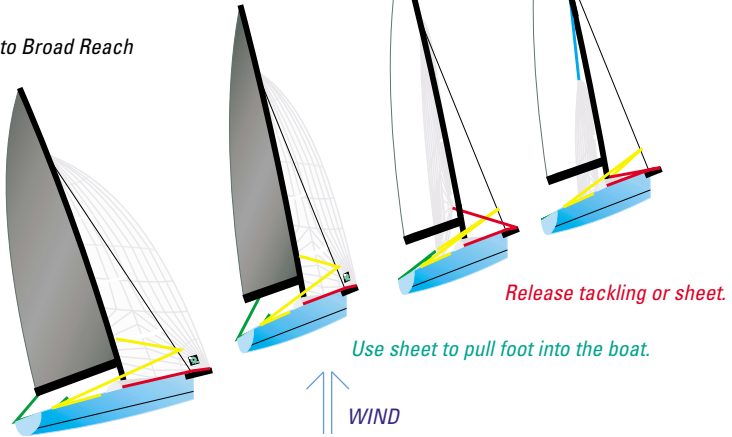 to Broad Reach
Release tackling or sheet.
Use sheet to pull foot into the boat.
WIND